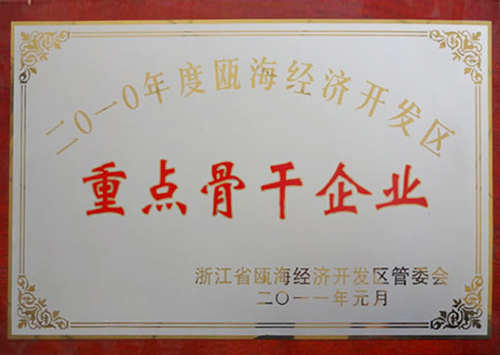 二〇一〇年度瓯海经济开发区
重点骨干企业
浙江省瓯海经济开发区管委会
二〇一一年元月